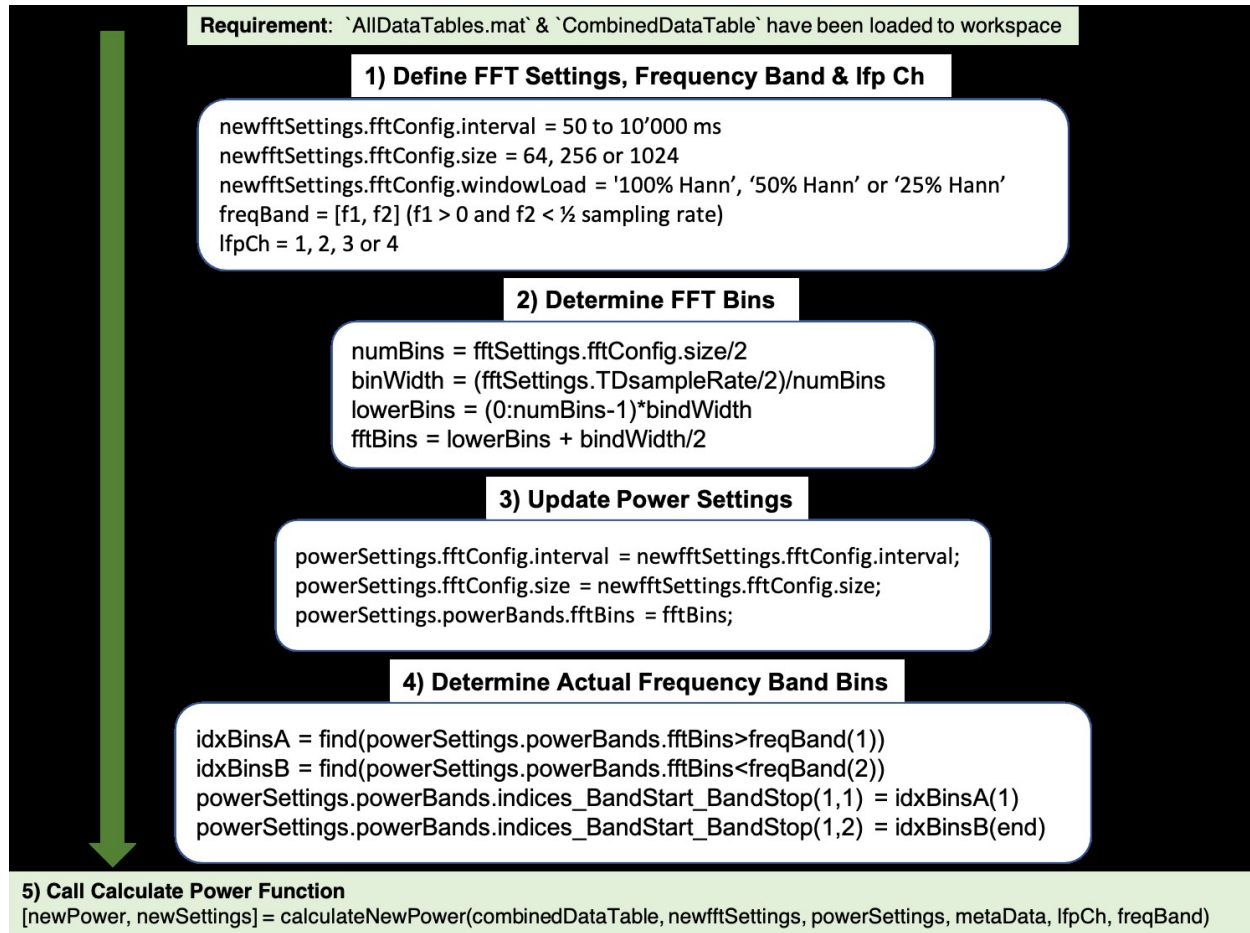 Requirement: `AllDataTables.mat` & `CombinedDataTable` have been loaded to workspace
1) Define FFT Settings, Frequency Band & lfp Ch
newfftSettings.fftConfig.interval = 50 to 10’000 ms
newfftSettings.fftConfig.size = 64, 256 or 1024
newfftSettings.fftConfig.windowLoad = '100% Hann’, ‘50% Hann’ or ‘25% Hann’
freqBand = [f1, f2] (f1 > 0 and f2 < ½ sampling rate)
lfpCh = 1, 2, 3 or 4
2) Determine FFT Bins
numBins = fftSettings.fftConfig.size/2
binWidth = (fftSettings.TDsampleRate/2)/numBins
lowerBins = (0:numBins-1)*bindWidth
fftBins = lowerBins + bindWidth/2
3) Update Power Settings
powerSettings.fftConfig.interval = newfftSettings.fftConfig.interval;
powerSettings.fftConfig.size = newfftSettings.fftConfig.size;
powerSettings.powerBands.fftBins = fftBins;
4) Determine Actual Frequency Band Bins
idxBinsA = find(powerSettings.powerBands.fftBins>freqBand(1))
idxBinsB = find(powerSettings.powerBands.fftBins<freqBand(2))
powerSettings.powerBands.indices_BandStart_BandStop(1,1) = idxBinsA(1)
powerSettings.powerBands.indices_BandStart_BandStop(1,2) = idxBinsB(end)
5) Call Calculate Power Function
[newPower, newSettings] = calculateNewPower(combinedDataTable, newfftSettings, powerSettings, metaData, lfpCh, freqBand)